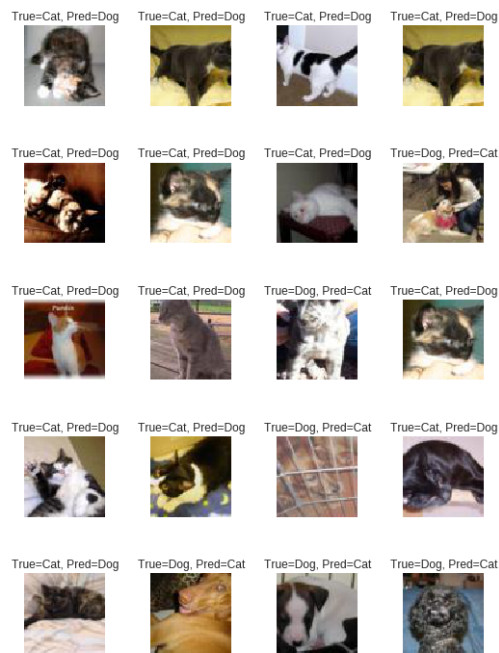 True=Cat, Pred=Dog True=Cat, Pred=Dog True=Cat, Pred=Dog True=Cat, Pred=Dog
True=Cat, Pred=Dog True=Cat, Pred=Dog True=Cat, Pred=Dog True=Dog, Pred=Cat
True=Cat, Pred=Dog True=Cat, Pred=Dog True=Dog, Pred=Cat True=Cat, Pred=Dog
True=Cat, Pred=Dog True=Cat, Pred=Dog True=Dog, Pred=Cat True=Cat, Pred=Dog
True=Cat, Pred=Dog True=Dog, Pred=Cat True=Dog, Pred=Cat True=Dog, Pred=Cat